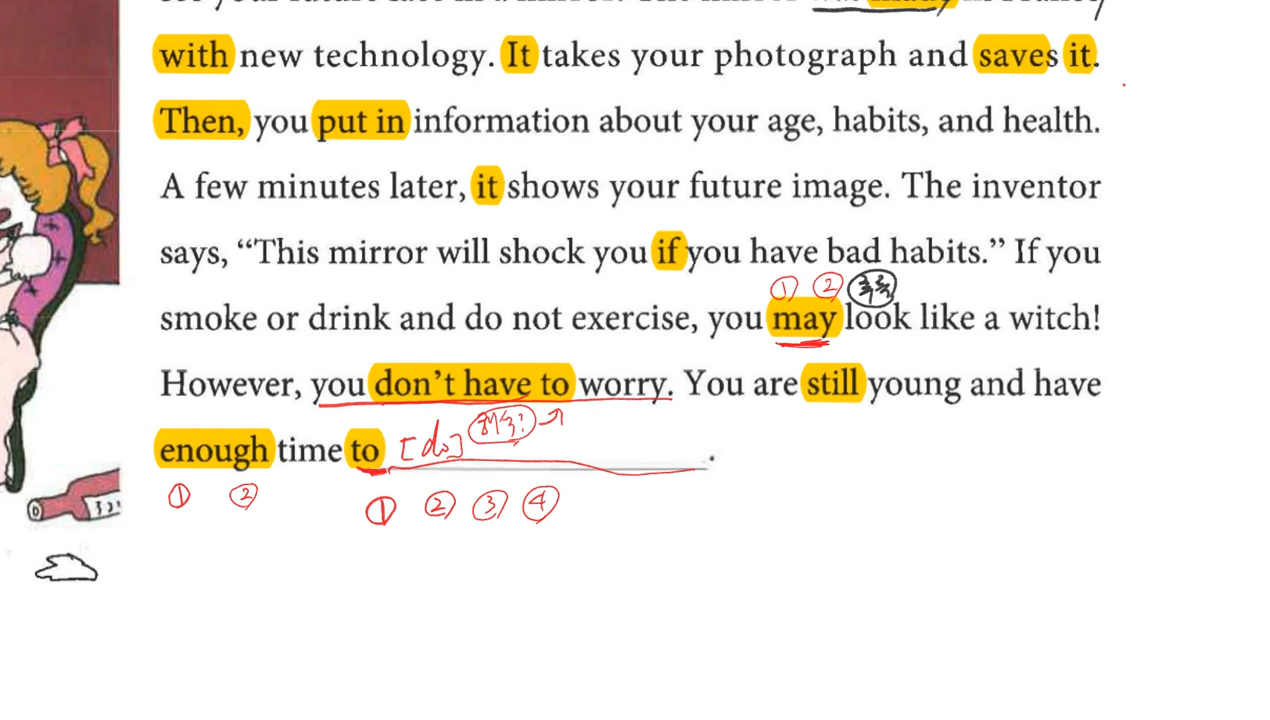 with new technology. It takes your photograph and saves it.
Then, you put in information about your age, habits, and health.
A few minutes later, it shows your future image. The inventor
says, “This mirror will shock you if you have bad habits.” If you
① ②
smoke or drink and do not exercise, you may look like a witch!
However, you don’t have to worry. You are still young and have
enough time to [do] .
① ② ① ② ③ ④